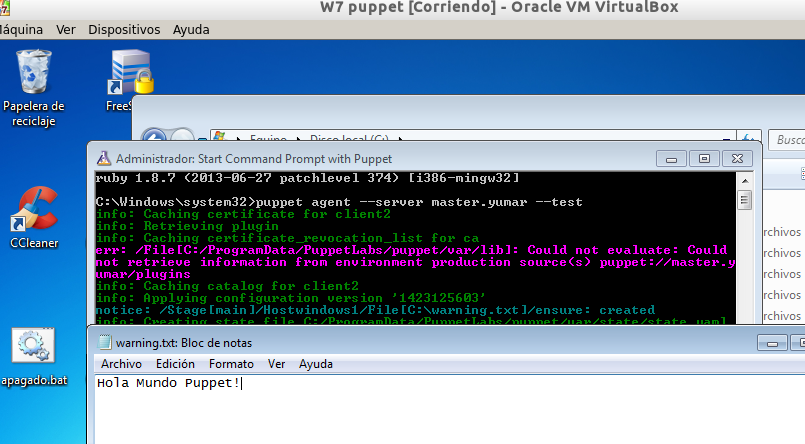 W7 puppet [Corriendo] - Oracle VM VirtualBox
Máquina Ver Dispositivos Ayuda
Papelera de
reciclaje
Equipo Disco local (C:)
Busc
Administrador: Start Command Prompt with Puppet
ruby 1.8.7 (2013-06-27 patchlevel 374) [i386-mingw32]
C:\Windows\system32>puppet agent --server master.yumar --test
info: Caching certificate for client2
info: Retrieving plugin
info: Caching certificate_revocation_list for ca
err: /File[C:/ProgramData/PuppetLabs/puppet/var/lib]: Could not evaluate: Could
not retrieve information from environment production source(s) puppet://master.y
umar/plugins
info: Caching catalog for client2
info: Applying configuration version '1423125603'
notice: /Stage[main]/Hostwindows1/File[C:\warning.txt]/ensure: created
info: Creating state file C:/ProgramData/PuppetLabs/puppet/var/state/state.yaml
CCleaner
rchivos
rchivos
rchivos
rchivos
apagado.bat
warning.txt: Bloc de notas
Archivo Edición Formato Ver Ayuda
Hola Mundo Puppet!